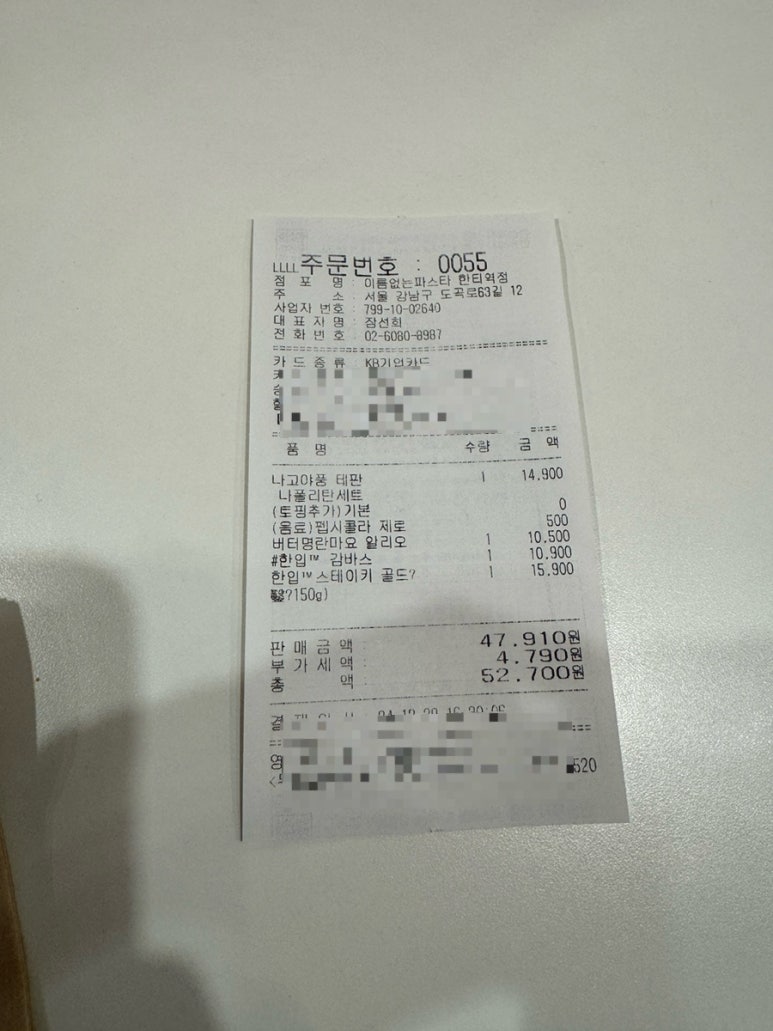 LLLL주문번호 : 0055
점 포 명 : 이름없는파스타 한티역점
주 소 : 서울 강남구 도곡로63길 12
사업자 번호 : 799-10-02640
대 표 자 명 : 장선희
전 화 번 호 : 02-6080-8987
카 드 종 류 : KB기업카드
품 명 수량 금 액
나고야풍 테판 1 14,900
나폴리탄세트
(토핑추가)기본 0
(음료)펩시콜라 제로 500
버터명란마요 알리오 1 10,500
#한입™ 감바스 1 10,900
한입™스테이키 골드? 1 15,900
?150g)
판 매 금 액 : 47,910원
부 가 세 액 : 4,790원
총 액 : 52,700원
520